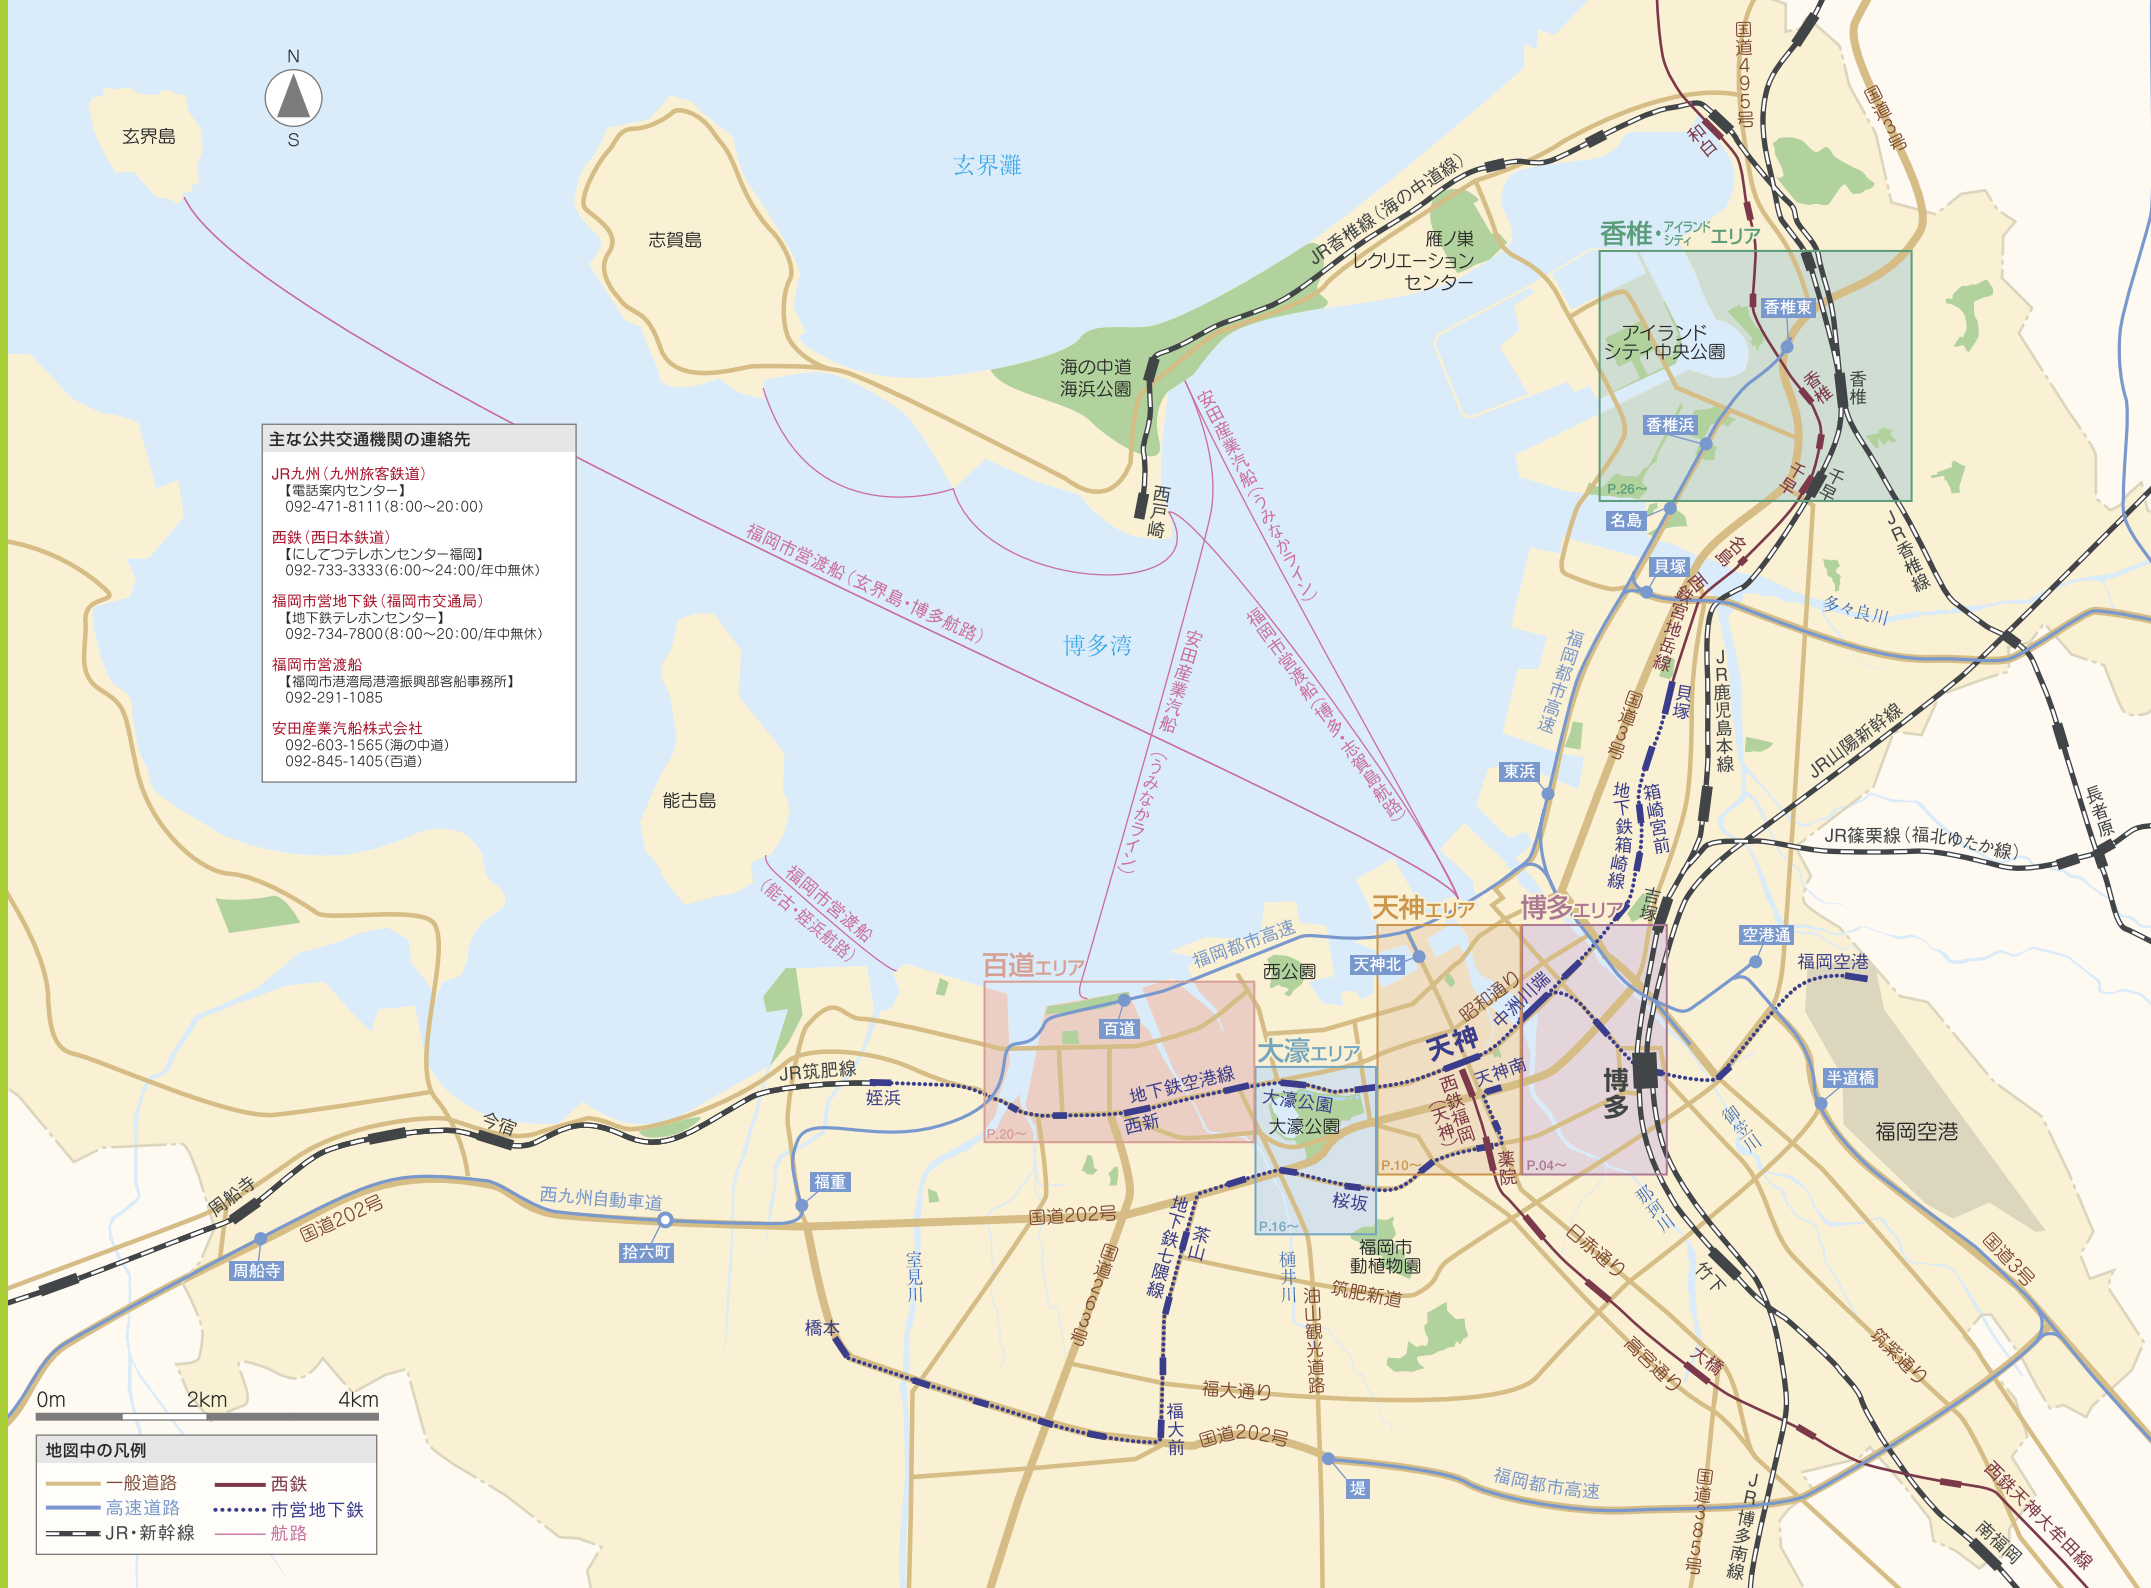 N
S
玄界島
志賀島
玄界灘
博多湾
能古島
主な公共交通機関の連絡先
JR九州（九州旅客鉄道）
【電話案内センター】
092-471-8111（8：00〜20：00）
西鉄（西日本鉄道）
【にしてつテレホンセンター福岡】
092-733-3333（6：00〜24：00/年中無休）
福岡市営地下鉄（福岡市交通局）
【地下鉄テレホンセンター】
092-734-7800（8：00〜20：00/年中無休）
福岡市営渡船
【福岡市港湾局港湾振興部客船事務所】
092-291-1085
安田産業汽船株式会社
092-603-1565（海の中道）
092-845-1405（百道）
福岡市営渡船（玄界島・博多航路）
安田産業汽船（うみなかライン）
安田産業汽船
（うみなかライン）
福岡市営渡船（博多・志賀島航路）
福岡市営渡船
（能古・姪浜航路）
JR香椎線（海の中道線）
雁ノ巣
レクリエーション
センター
海の中道
海浜公園
西戸崎
国道495号
国道3号
和白
香椎・アイランドシティエリア
香椎東
アイランド
シティ中央公園
香椎
香椎
香椎浜
千早
千早
P.26〜
名島
名島
貝塚
西鉄宮地岳線
JR香椎線
多々良川
福岡都市高速
国道3号
貝塚
JR鹿児島本線
JR山陽新幹線
東浜
地下鉄箱崎線
箱崎宮前
長者原
JR篠栗線（福北ゆたか線）
吉塚
天神エリア
博多エリア
空港通
福岡空港
天神北
昭和通り
中洲川端
福岡都市高速
西公園
百道エリア
百道
大濠エリア
天神
天神南
西鉄福岡
（天神）
博多
半道橋
福岡空港
御笠川
JR筑肥線
姪浜
地下鉄空港線
西新
大濠公園
大濠公園
P.20〜
P.10〜
P.04〜
P.16〜
薬院
桜坂
今宿
周船寺
国道202号
周船寺
西九州自動車道
拾六町
福重
国道202号
国道263号
地下鉄七隈線
茶山
室見川
樋井川
福岡市
動植物園
筑肥新道
油山観光道路
那珂川
日赤通り
竹下
国道3号
筑紫通り
高宮通り
大橋
橋本
福大通り
福大前
国道202号
堤
福岡都市高速
国道385号
JR博多南線
西鉄天神大牟田線
南福岡
0m
2km
4km
地図中の凡例
一般道路
高速道路
JR・新幹線
西鉄
市営地下鉄
航路